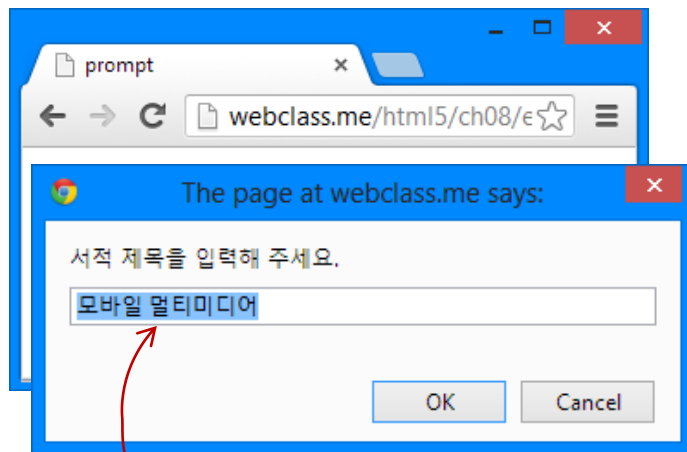 prompt
webclass.me/html5/ch08/e
The page at webclass.me says:
서적 제목을 입력해 주세요.
모바일 멀티미디어
OK Cancel